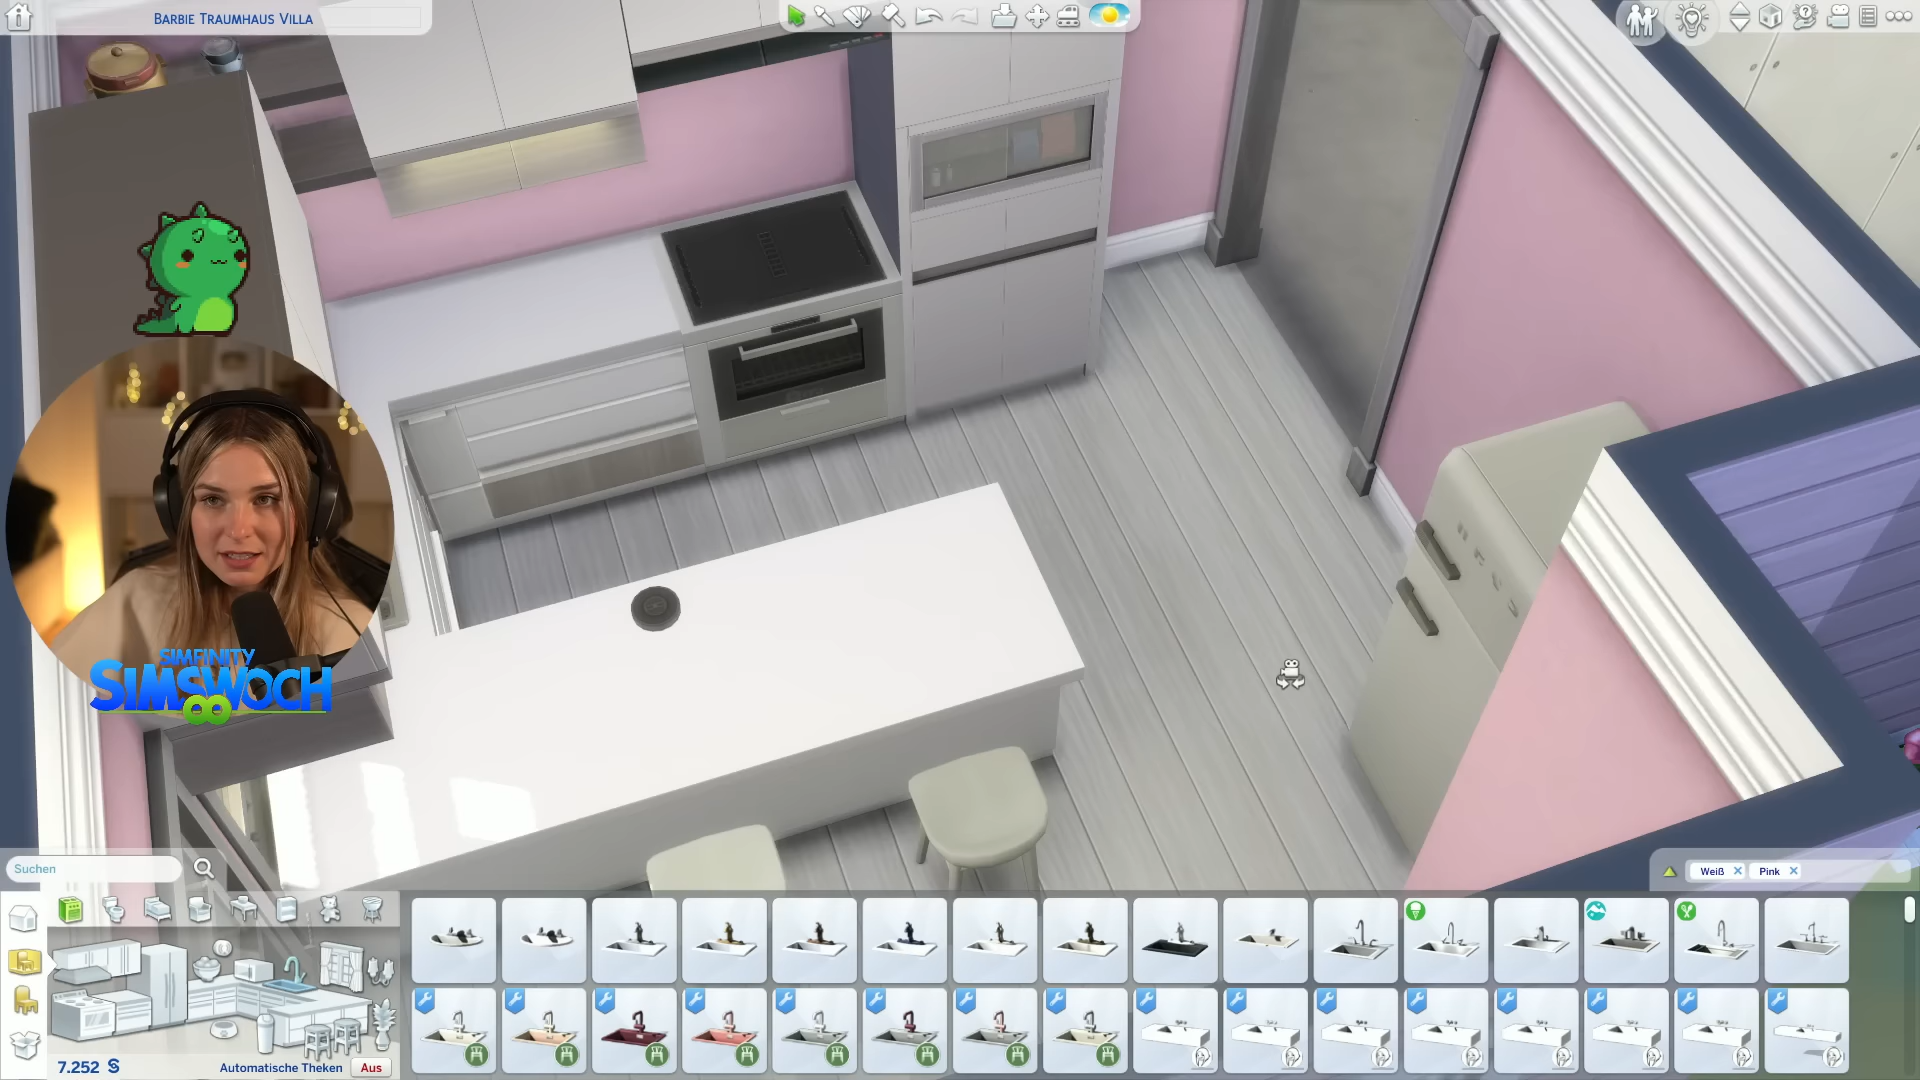 BARBIE TRAUMHAUS VILLA
SIMFINITY
SIMSWOCH
Suchen
Weiß
Pink
7.252 S
Automatische Theken
Aus